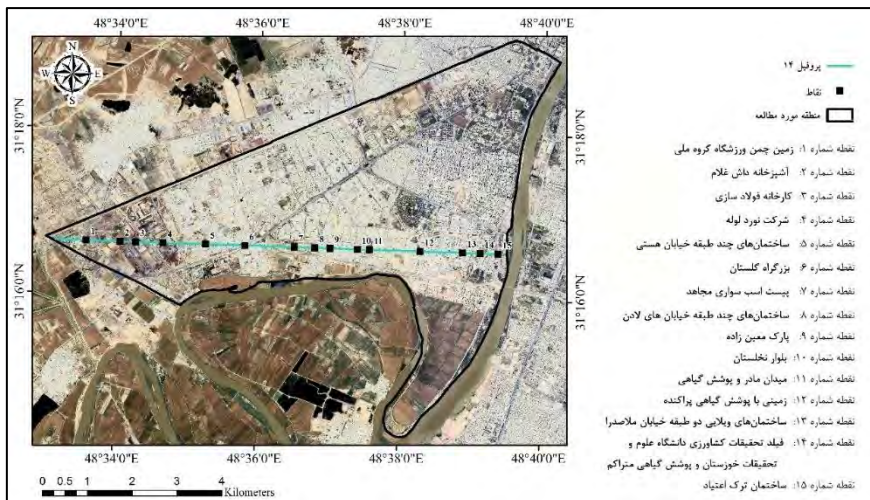 48°34'0"E 48°36'0"E 48°38'0"E 48°40'0"E
N
W E
S
31°18'0"N 31°18'0"N
31°16'0"N 31°16'0"N
1 2 3 4 5 6 7 8 9 10 11 12 13 14 15
48°34'0"E 48°36'0"E 48°38'0"E 48°40'0"E
0 0.5 1 2 3 4
Kilometers
پروفیل ۱۴
نقاط
منطقه مورد مطالعه
نقطه شماره ۱: زمین چمن ورزشگاه گروه ملی
نقطه شماره ۲: آشپزخانه داش غلام
نقطه شماره ۳: کارخانه فولاد سازی
نقطه شماره ۴: شرکت نورد لوله
نقطه شماره ۵: ساختمان‌های چند طبقه خیابان هستی
نقطه شماره ۶: بزرگراه گلستان
نقطه شماره ۷: پیست اسب سواری مجاهد
نقطه شماره ۸: ساختمان‌های چند طبقه خیابان های لادن
نقطه شماره ۹: پارک معین زاده
نقطه شماره ۱۰: بلوار نخلستان
نقطه شماره ۱۱: میدان مادر و پوشش گیاهی
نقطه شماره ۱۲: زمینی با پوشش گیاهی پراکنده
نقطه شماره ۱۳: ساختمان‌های ویلایی دو طبقه خیابان ملاصدرا
نقطه شماره ۱۴: فیلد تحقیقات کشاورزی دانشگاه علوم و
تحقیقات خوزستان و پوشش گیاهی متراکم
نقطه شماره ۱۵: ساختمان ترک اعتیاد